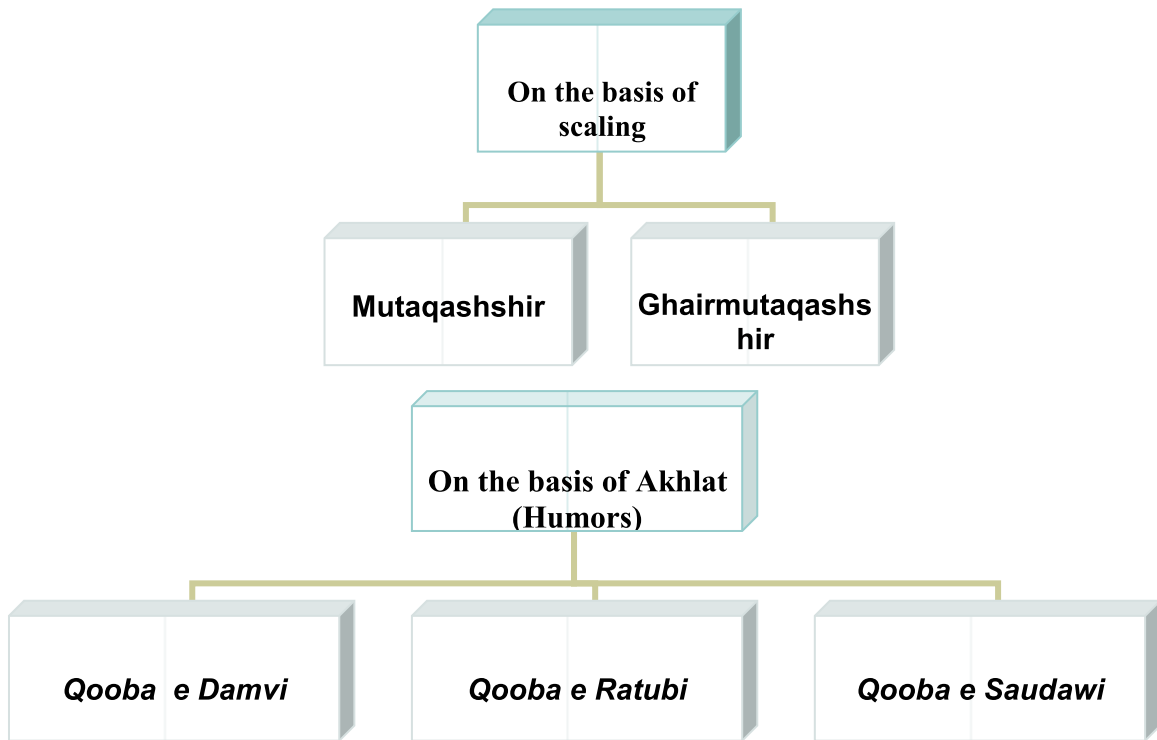 On the basis of
scaling
Mutaqashshir
Ghairmutaqashs
hir
On the basis of Akhlat
(Humors)
Qooba e Damvi
Qooba e Ratubi
Qooba e Saudawi